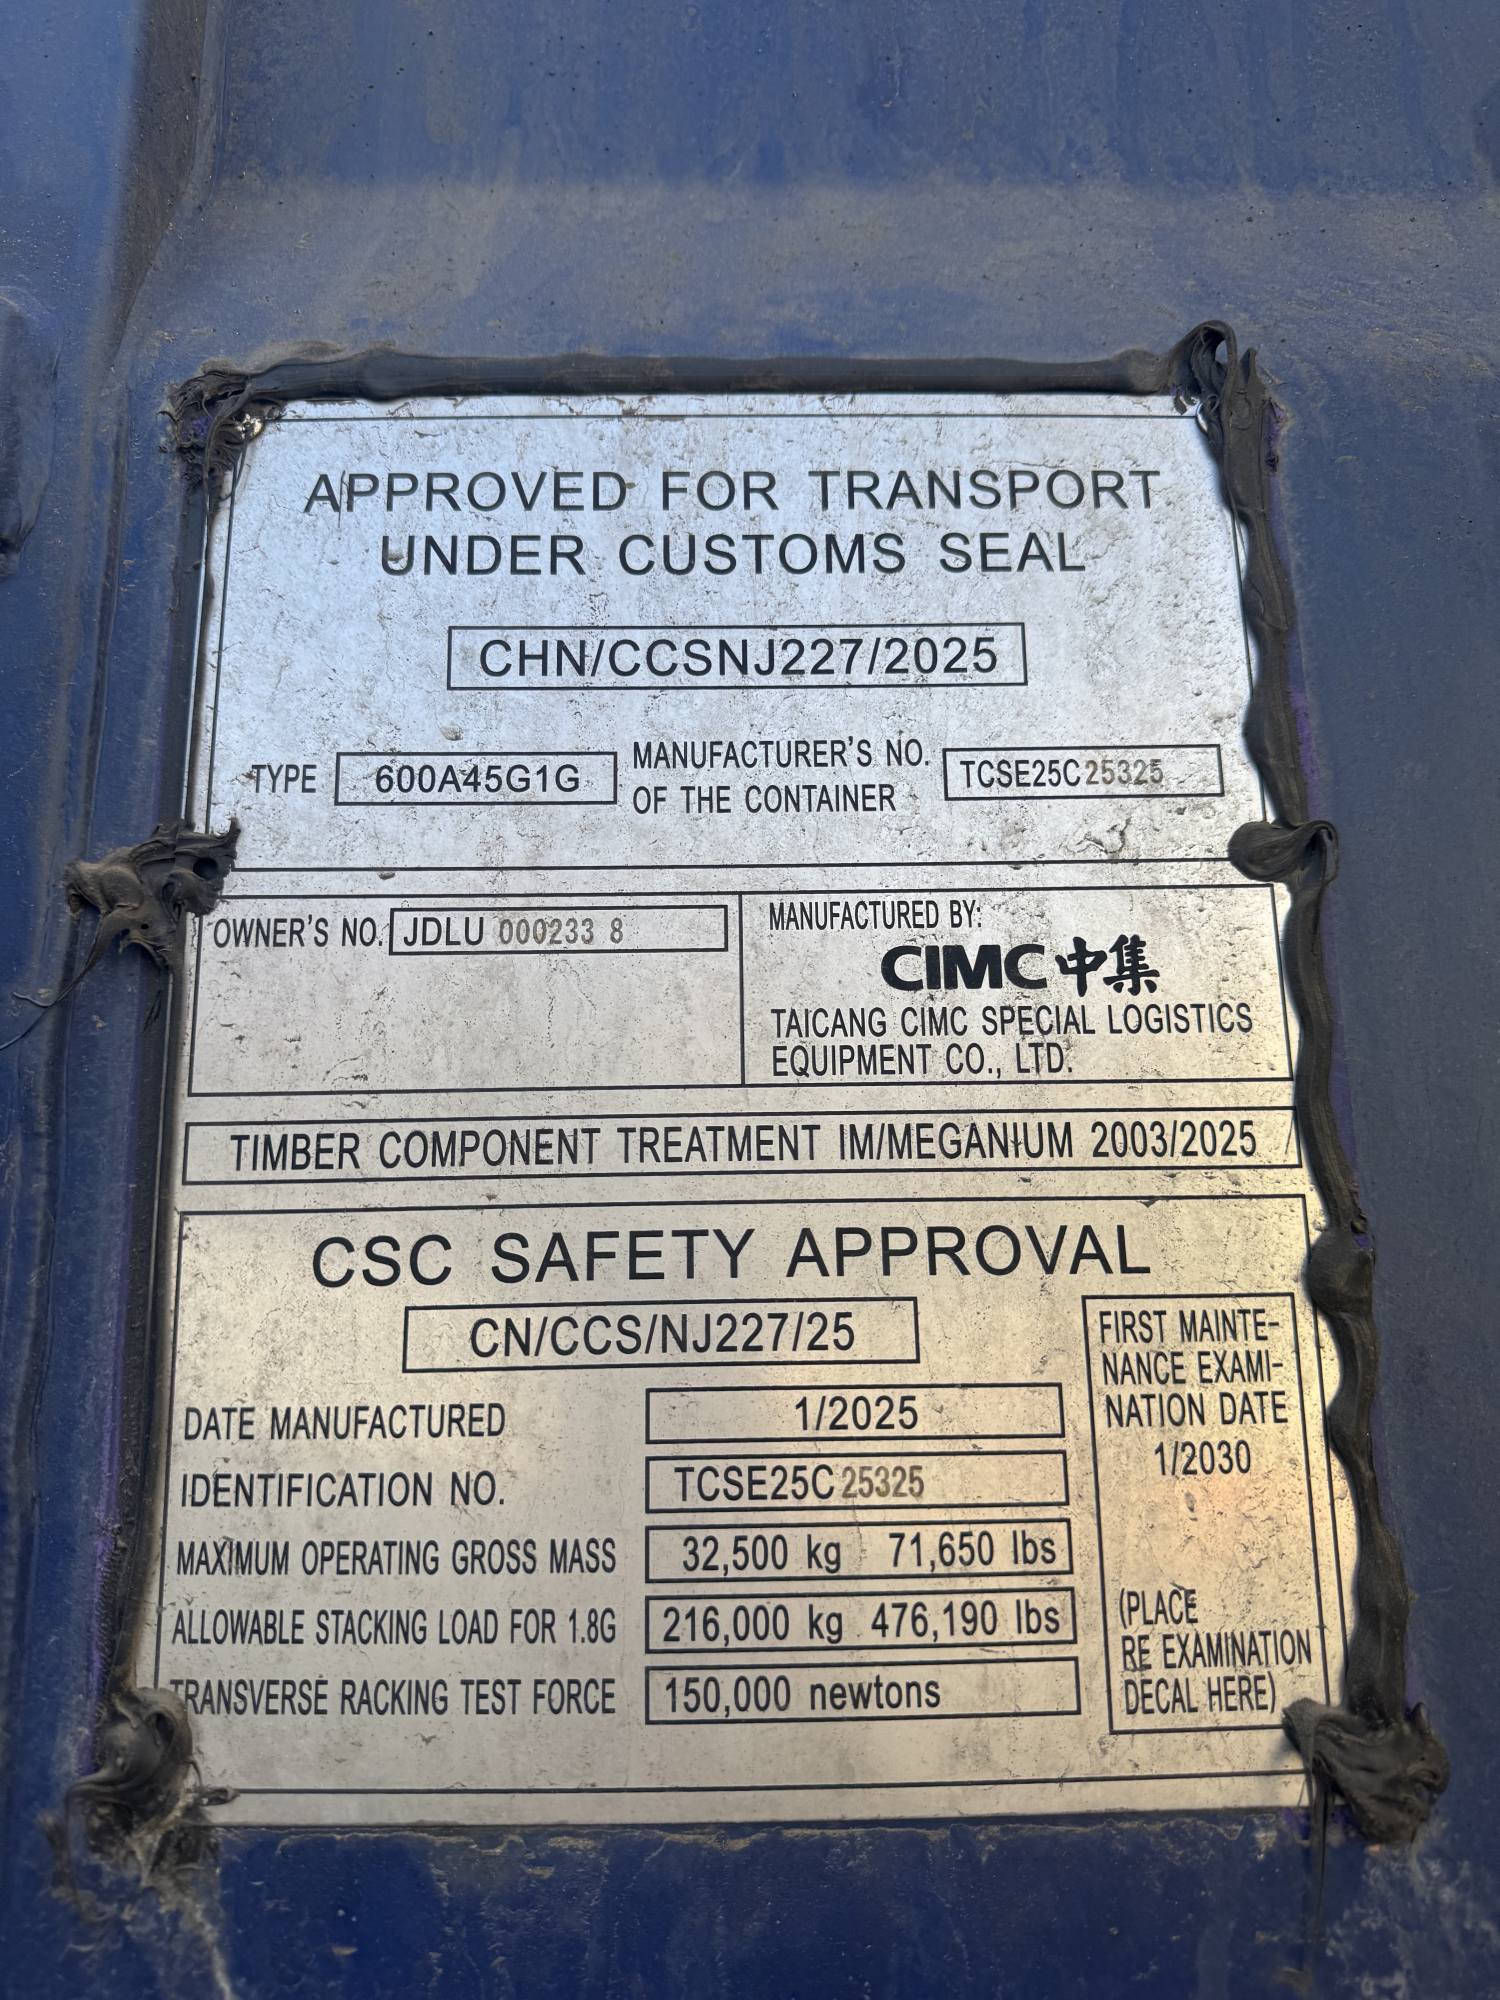 APPROVED FOR TRANSPORT
UNDER CUSTOMS SEAL
CHN/CCSNJ227/2025
TYPE 600A45G1G
MANUFACTURER'S NO.
OF THE CONTAINER
TCSE25C25325
OWNER'S NO. JDLU 000233 8
MANUFACTURED BY:
CIMC中集
TAICANG CIMC SPECIAL LOGISTICS
EQUIPMENT CO., LTD.
TIMBER COMPONENT TREATMENT IM/MEGANIUM 2003/2025
CSC SAFETY APPROVAL
CN/CCS/NJ227/25
DATE MANUFACTURED 1/2025
IDENTIFICATION NO. TCSE25C25325
MAXIMUM OPERATING GROSS MASS 32,500 kg 71,650 lbs
ALLOWABLE STACKING LOAD FOR 1.8G 216,000 kg 476,190 lbs
TRANSVERSE RACKING TEST FORCE 150,000 newtons
FIRST MAINTE-
NANCE EXAMI-
NATION DATE
1/2030
(PLACE
RE EXAMINATION
DECAL HERE)